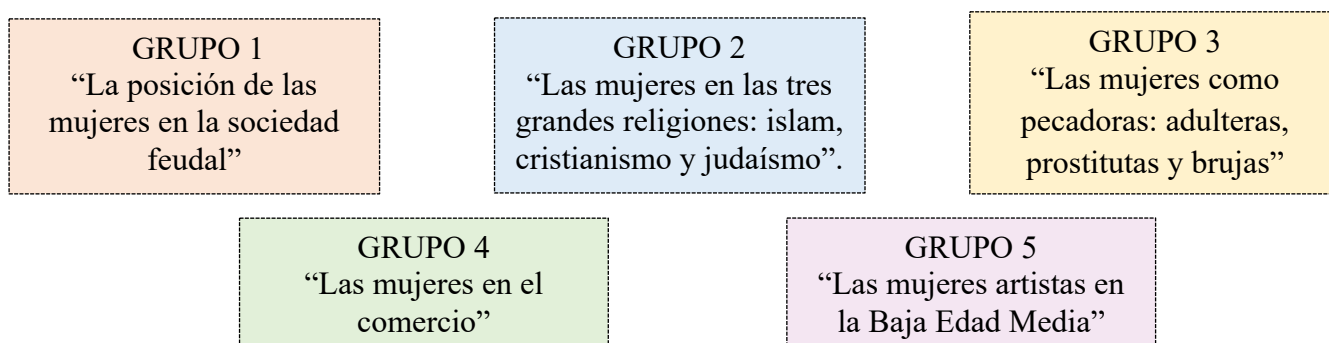 GRUPO 1
“La posición de las
mujeres en la sociedad
feudal”
GRUPO 2
“Las mujeres en las tres
grandes religiones: islam,
cristianismo y judaísmo”.
GRUPO 3
“Las mujeres como
pecadoras: adulteras,
prostitutas y brujas”
GRUPO 4
“Las mujeres en el
comercio”
GRUPO 5
“Las mujeres artistas en
la Baja Edad Media”